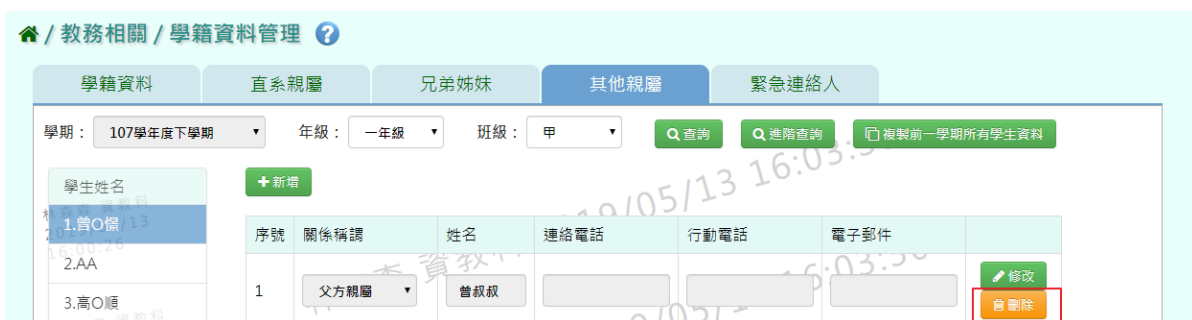 / 教務相關 / 學籍資料管理 ?
學籍資料 直系親屬 兄弟姊妹 其他親屬 緊急連絡人
學期： 107學年度下學期 年級： 一年級 班級： 甲 查詢 進階查詢 複製前一學期所有學生資料
學生姓名 新增
1.曾O憬
序號 關係稱謂 姓名 連絡電話 行動電話 電子郵件
2.AA
1 父方親屬 曾叔叔 修改
3.高O順 刪除